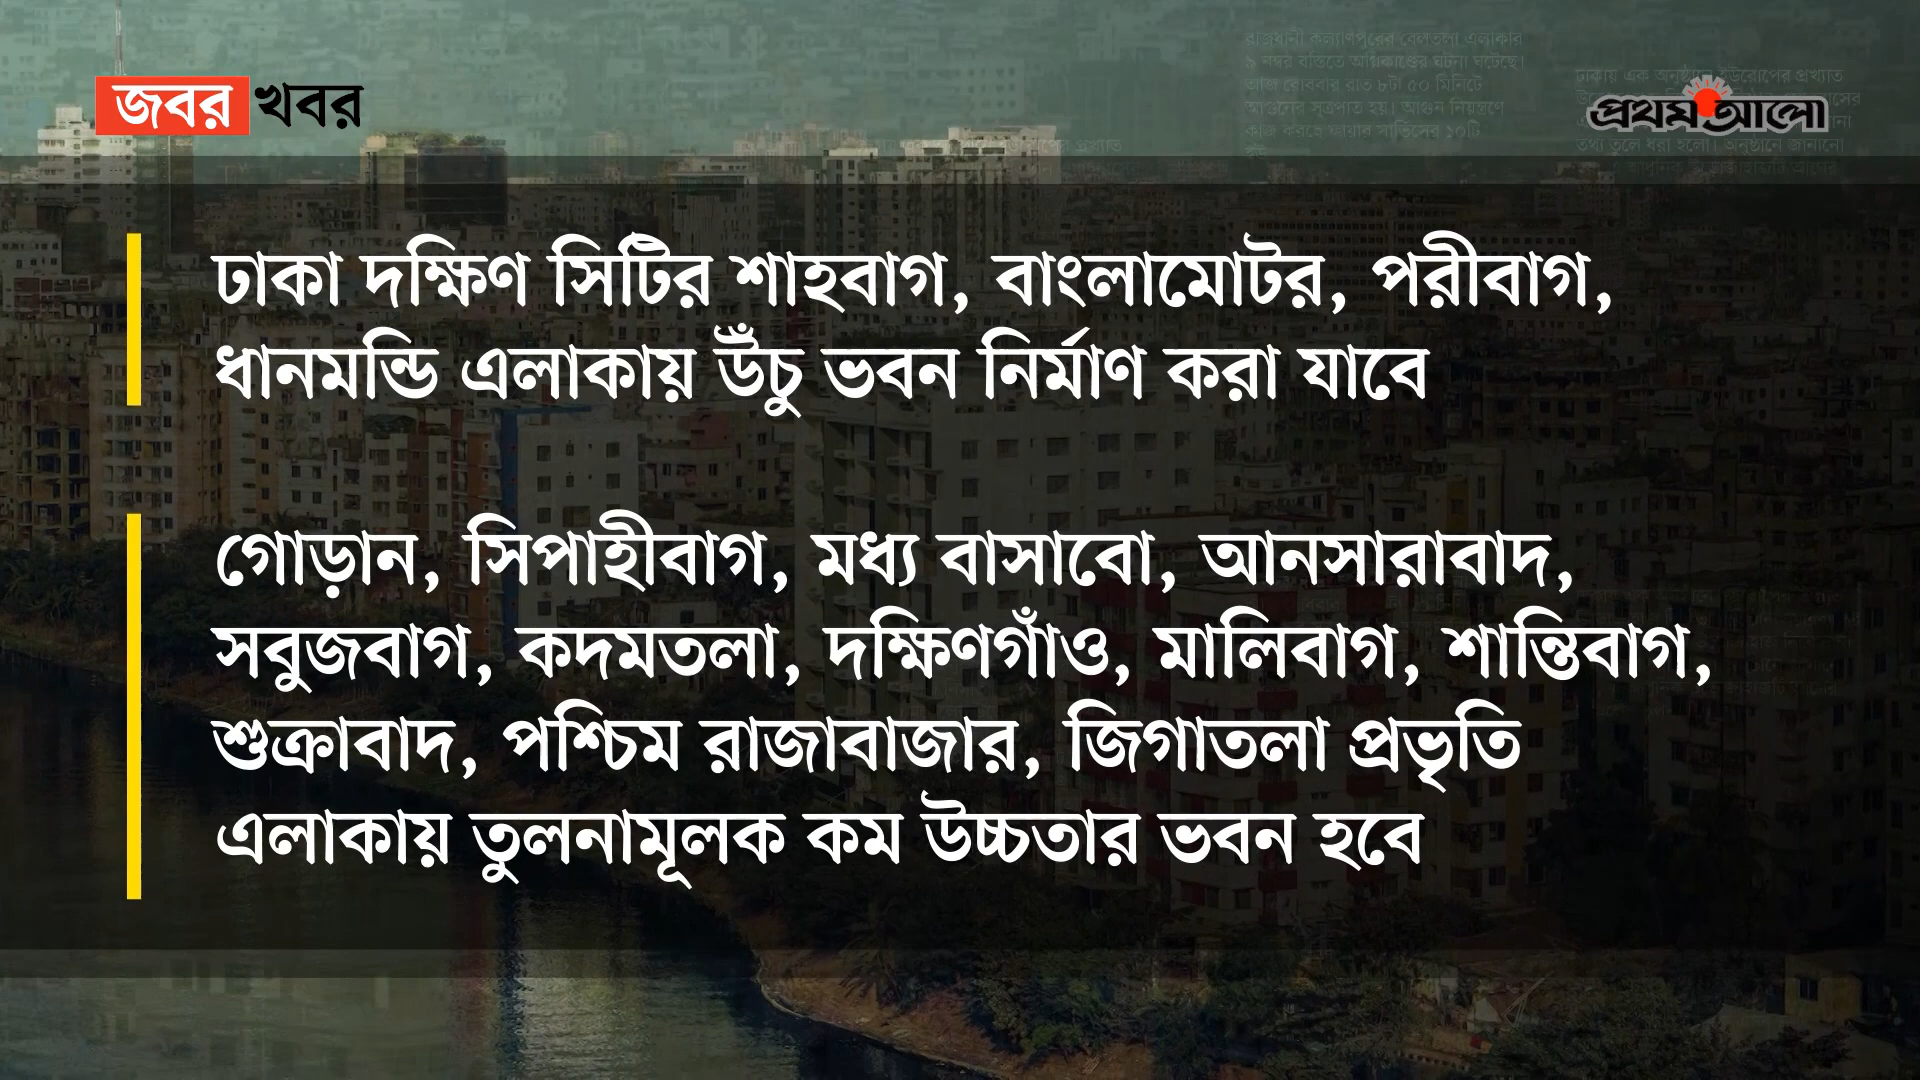 জবর খবর
প্রথম আলো
ঢাকা দক্ষিণ সিটির শাহবাগ, বাংলামোটর, পরীবাগ,
ধানমন্ডি এলাকায় উঁচু ভবন নির্মাণ করা যাবে
গোড়ান, সিপাহীবাগ, মধ্য বাসাবো, আনসারাবাদ,
সবুজবাগ, কদমতলা, দক্ষিণগাঁও, মালিবাগ, শান্তিবাগ,
শুক্রাবাদ, পশ্চিম রাজাবাজার, জিগাতলা প্রভৃতি
এলাকায় তুলনামূলক কম উচ্চতার ভবন হবে